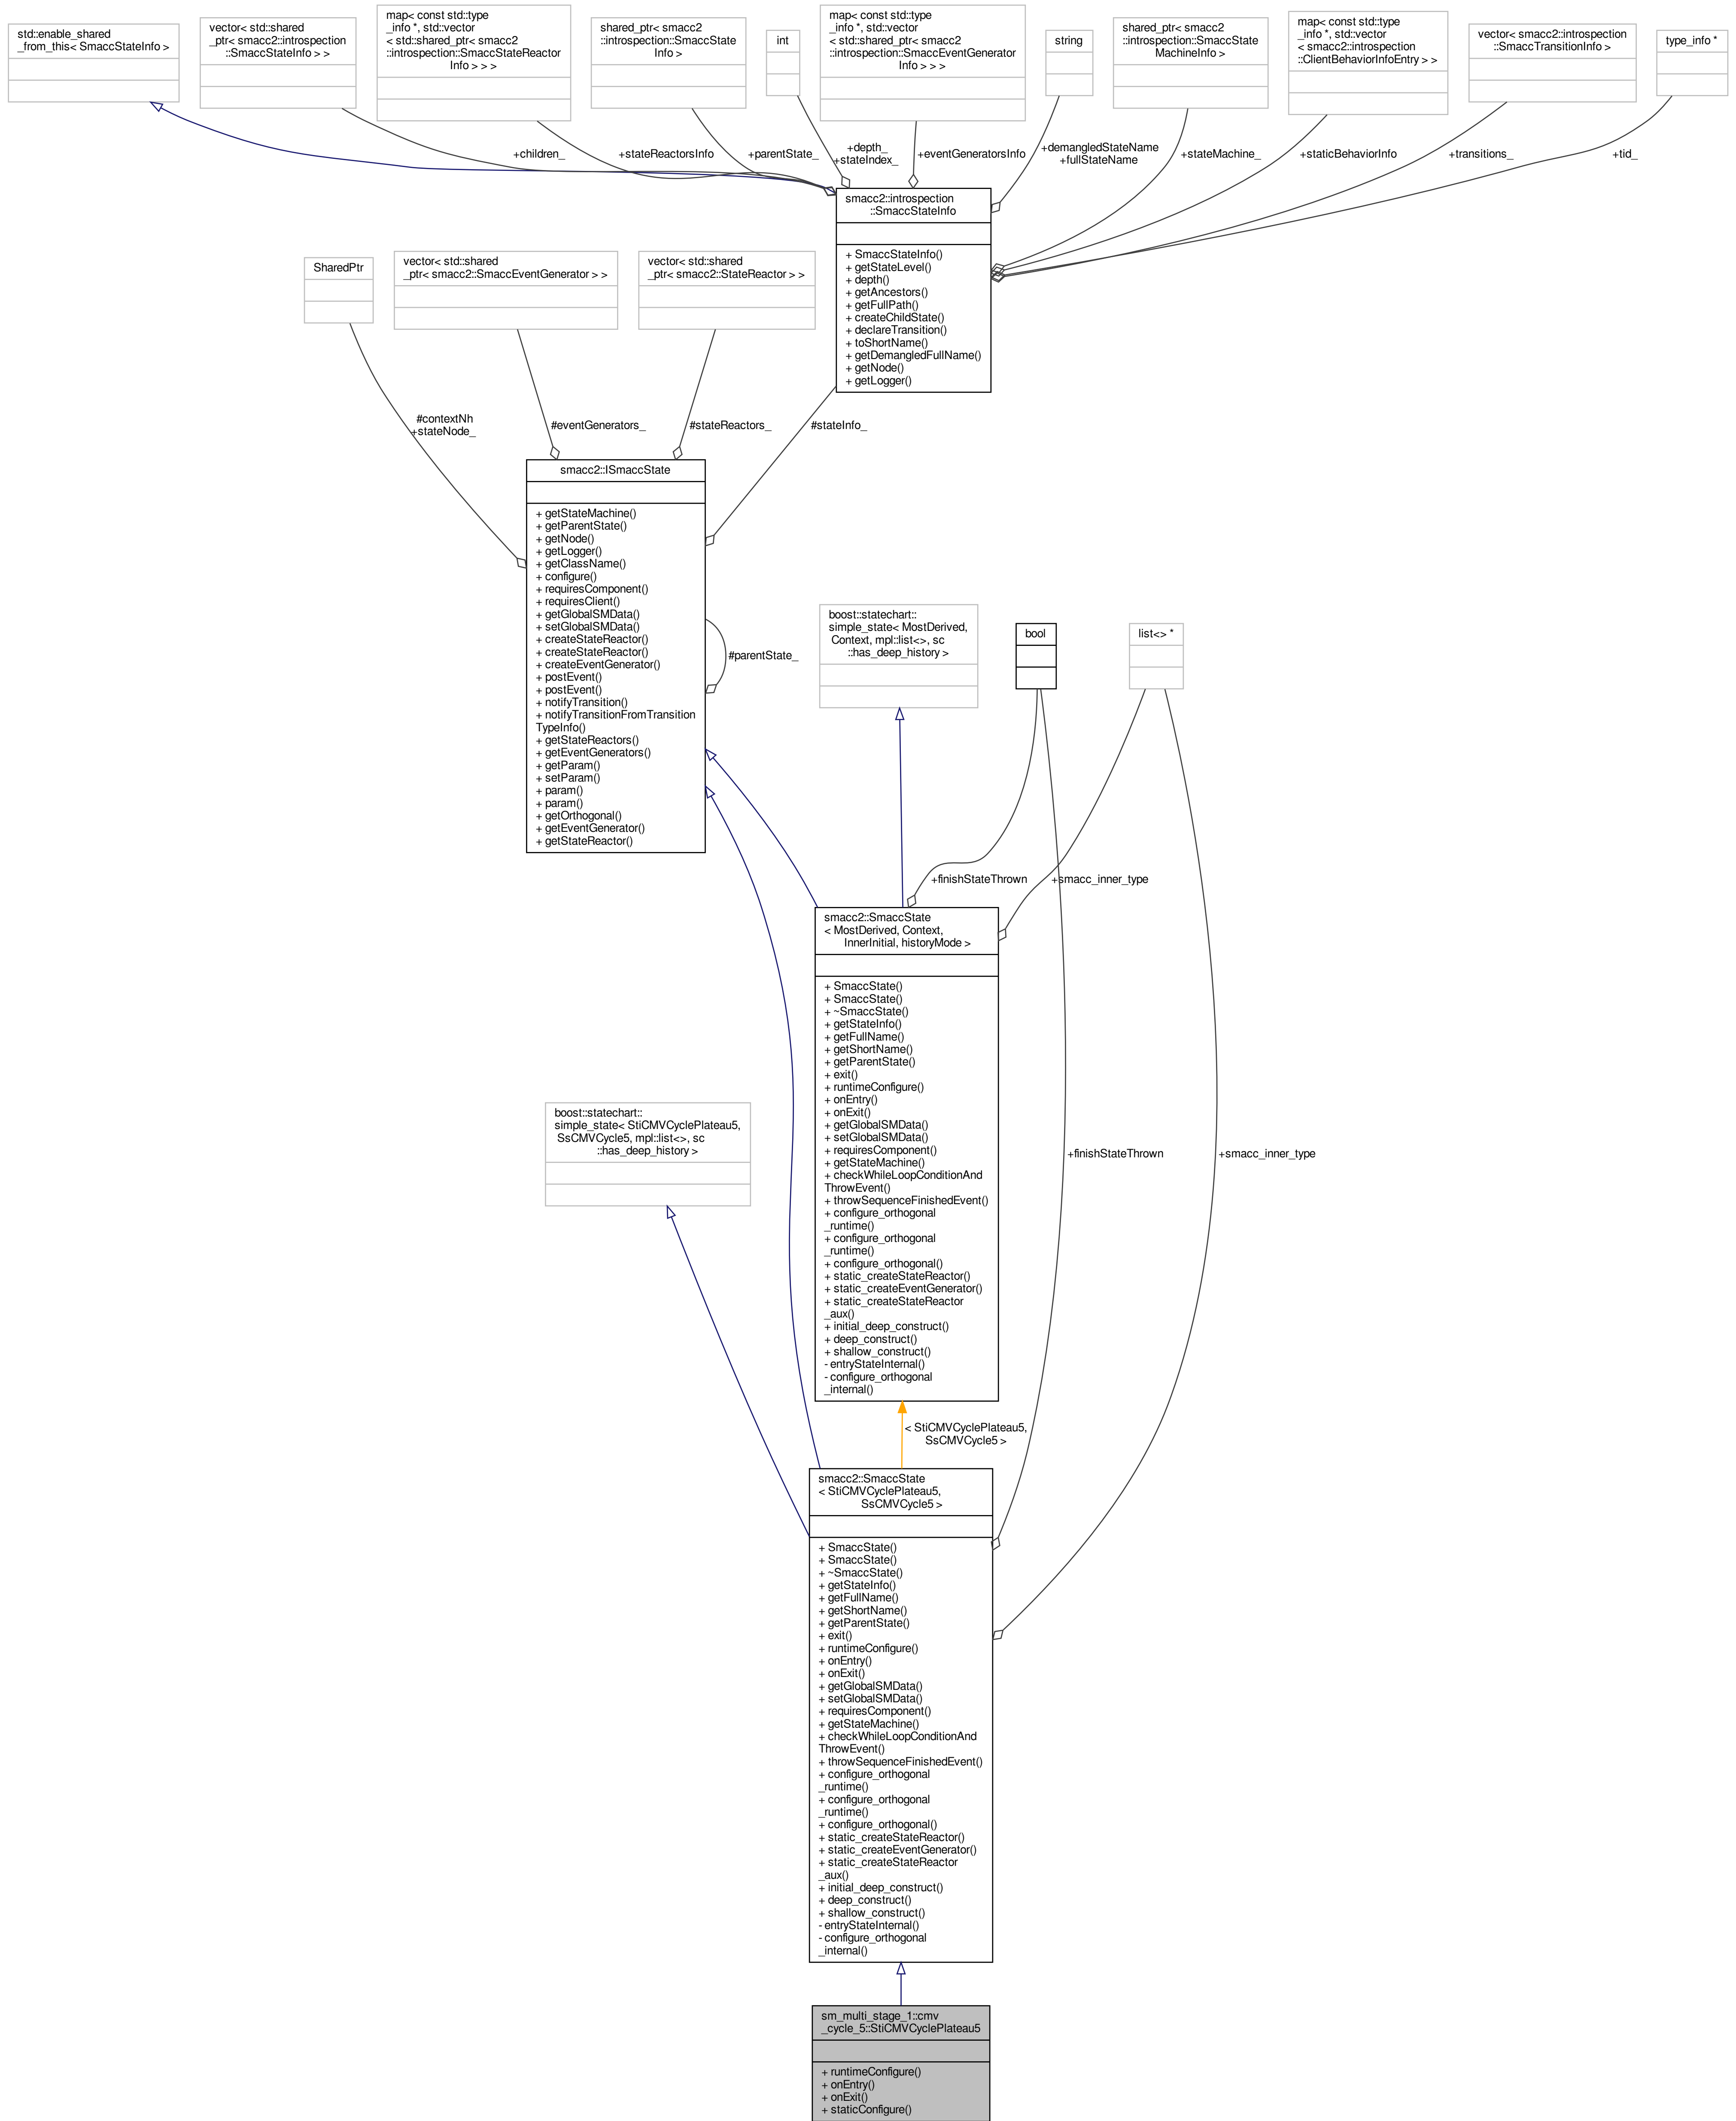 std::enable_shared
_from_this< SmaccStateInfo >
vector< std::shared
_ptr< smacc2::introspection
::SmaccStateInfo > >
map< const std::type
_info *, std::vector
< std::shared_ptr< smacc2
::introspection::SmaccStateReactor
Info > > >
shared_ptr< smacc2
::introspection::SmaccState
Info >
int
map< const std::type
_info *, std::vector
< std::shared_ptr< smacc2
::introspection::SmaccEventGenerator
Info > > >
string
shared_ptr< smacc2
::introspection::SmaccState
MachineInfo >
map< const std::type
_info *, std::vector
< smacc2::introspection
::ClientBehaviorInfoEntry > >
vector< smacc2::introspection
::SmaccTransitionInfo >
type_info *
+children_
+stateReactorsInfo
+parentState_
+depth_
+stateIndex_
+eventGeneratorsInfo
+demangledStateName
+fullStateName
+stateMachine_
+staticBehaviorInfo
+transitions_
+tid_
smacc2::introspection
::SmaccStateInfo
+ SmaccStateInfo()
+ getStateLevel()
+ depth()
+ getAncestors()
+ getFullPath()
+ createChildState()
+ declareTransition()
+ toShortName()
+ getDemangledFullName()
+ getNode()
+ getLogger()
SharedPtr
vector< std::shared
_ptr< smacc2::SmaccEventGenerator > >
vector< std::shared
_ptr< smacc2::StateReactor > >
#contextNh
+stateNode_
#eventGenerators_
#stateReactors_
#stateInfo_
smacc2::ISmaccState
+ getStateMachine()
+ getParentState()
+ getNode()
+ getLogger()
+ getClassName()
+ configure()
+ requiresComponent()
+ requiresClient()
+ getGlobalSMData()
+ setGlobalSMData()
+ createStateReactor()
+ createStateReactor()
+ createEventGenerator()
+ postEvent()
+ postEvent()
+ notifyTransition()
+ notifyTransitionFromTransition
TypeInfo()
+ getStateReactors()
+ getEventGenerators()
+ getParam()
+ setParam()
+ param()
+ param()
+ getOrthogonal()
+ getEventGenerator()
+ getStateReactor()
#parentState_
boost::statechart::
simple_state< MostDerived,
Context, mpl::list<>, sc
::has_deep_history >
bool
list<> *
+finishStateThrown
+smacc_inner_type
smacc2::SmaccState
< MostDerived, Context,
InnerInitial, historyMode >
+ SmaccState()
+ SmaccState()
+ ~SmaccState()
+ getStateInfo()
+ getFullName()
+ getShortName()
+ getParentState()
+ exit()
+ runtimeConfigure()
+ onEntry()
+ onExit()
+ getGlobalSMData()
+ setGlobalSMData()
+ requiresComponent()
+ getStateMachine()
+ checkWhileLoopConditionAnd
ThrowEvent()
+ throwSequenceFinishedEvent()
+ configure_orthogonal
_runtime()
+ configure_orthogonal
_runtime()
+ configure_orthogonal()
+ static_createStateReactor()
+ static_createEventGenerator()
+ static_createStateReactor
_aux()
+ initial_deep_construct()
+ deep_construct()
+ shallow_construct()
- entryStateInternal()
- configure_orthogonal
_internal()
boost::statechart::
simple_state< StiCMVCyclePlateau5,
SsCMVCycle5, mpl::list<>, sc
::has_deep_history >
+finishStateThrown
+smacc_inner_type
< StiCMVCyclePlateau5,
SsCMVCycle5 >
smacc2::SmaccState
< StiCMVCyclePlateau5,
SsCMVCycle5 >
+ SmaccState()
+ SmaccState()
+ ~SmaccState()
+ getStateInfo()
+ getFullName()
+ getShortName()
+ getParentState()
+ exit()
+ runtimeConfigure()
+ onEntry()
+ onExit()
+ getGlobalSMData()
+ setGlobalSMData()
+ requiresComponent()
+ getStateMachine()
+ checkWhileLoopConditionAnd
ThrowEvent()
+ throwSequenceFinishedEvent()
+ configure_orthogonal
_runtime()
+ configure_orthogonal
_runtime()
+ configure_orthogonal()
+ static_createStateReactor()
+ static_createEventGenerator()
+ static_createStateReactor
_aux()
+ initial_deep_construct()
+ deep_construct()
+ shallow_construct()
- entryStateInternal()
- configure_orthogonal
_internal()
sm_multi_stage_1::cmv
_cycle_5::StiCMVCyclePlateau5
+ runtimeConfigure()
+ onEntry()
+ onExit()
+ staticConfigure()